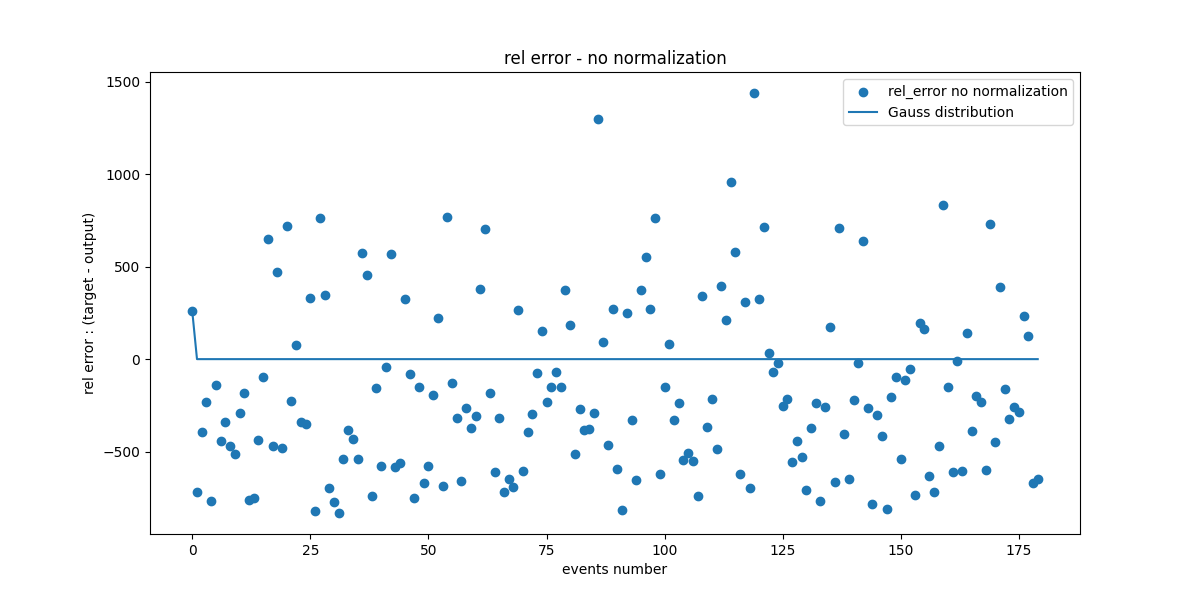 rel error - no normalization
rel_error no normalization
Gauss distribution
rel error : (target - output)
1500
1000
500
0
−500
0 25 50 75 100 125 150 175
events number